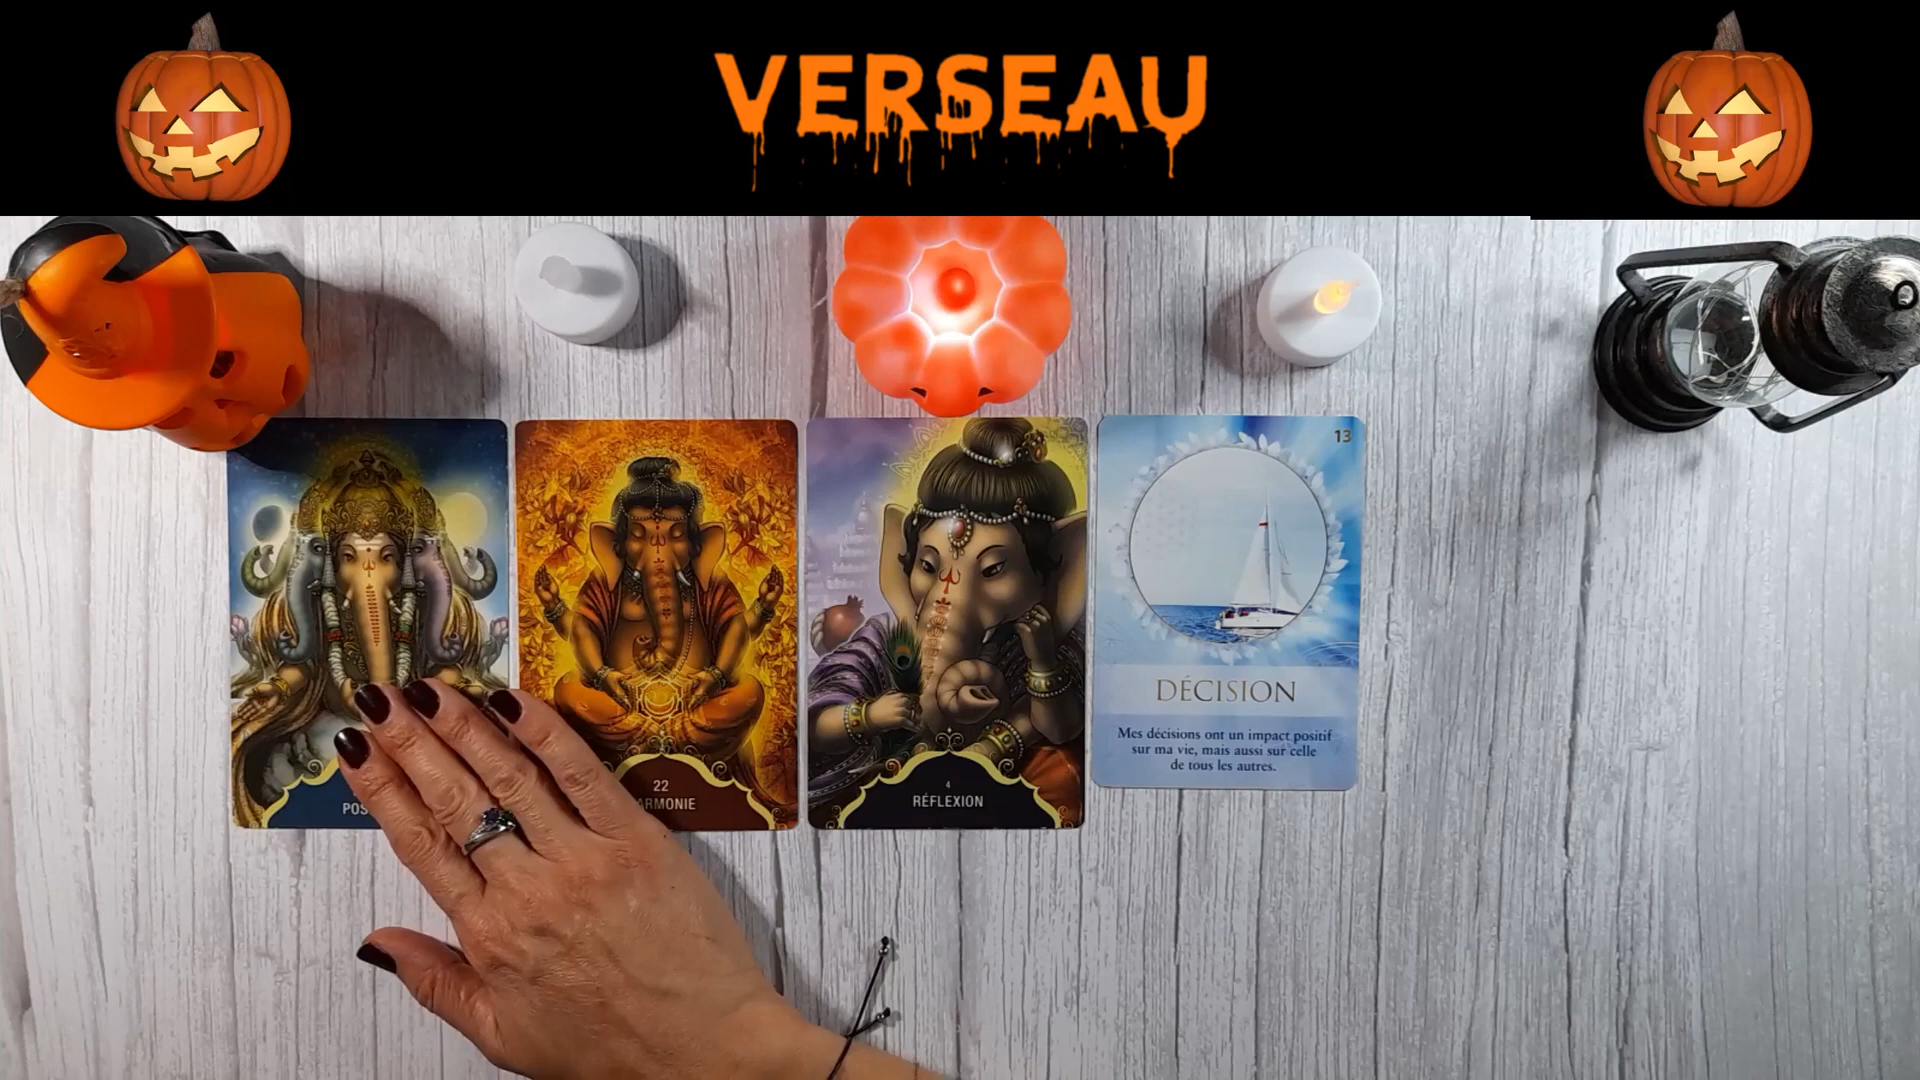 VERSEAU
13
DÉCISION
Mes décisions ont un impact positif
sur ma vie, mais aussi sur celle
de tous les autres.
22
4
RÉFLEXION